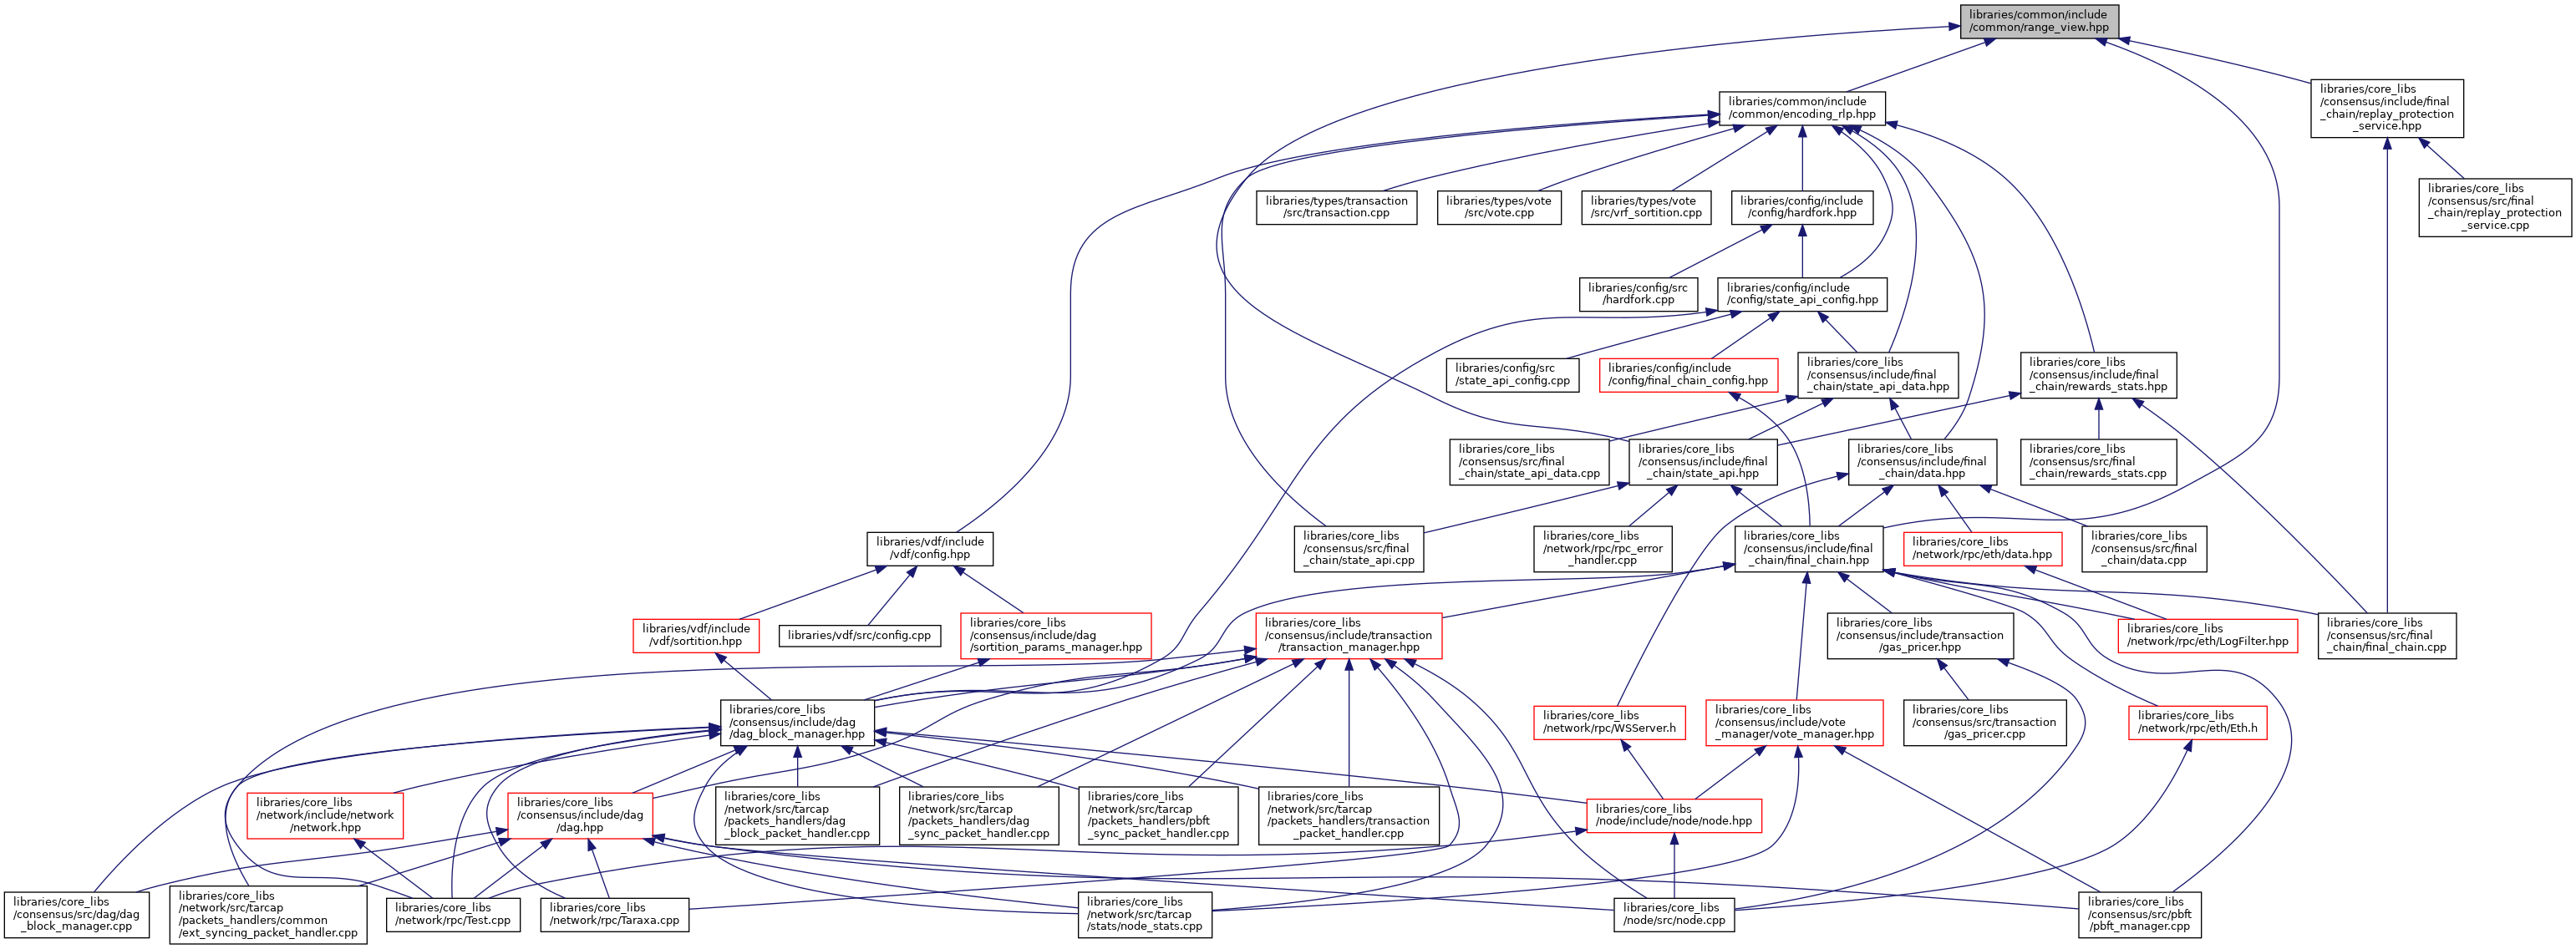 libraries/common/include
/common/range_view.hpp
libraries/core_libs
/consensus/include/final
_chain/replay_protection
_service.hpp
libraries/common/include
/common/encoding_rlp.hpp
libraries/core_libs
/consensus/src/final
_chain/replay_protection
_service.cpp
libraries/types/transaction
/src/transaction.cpp
libraries/types/vote
/src/vote.cpp
libraries/types/vote
/src/vrf_sortition.cpp
libraries/config/include
/config/hardfork.hpp
libraries/config/src
/hardfork.cpp
libraries/config/include
/config/state_api_config.hpp
libraries/config/src
/state_api_config.cpp
libraries/config/include
/config/final_chain_config.hpp
libraries/core_libs
/consensus/include/final
_chain/state_api_data.hpp
libraries/core_libs
/consensus/include/final
_chain/rewards_stats.hpp
libraries/core_libs
/consensus/src/final
_chain/state_api_data.cpp
libraries/core_libs
/consensus/include/final
_chain/state_api.hpp
libraries/core_libs
/consensus/include/final
_chain/data.hpp
libraries/core_libs
/consensus/src/final
_chain/rewards_stats.cpp
libraries/vdf/include
/vdf/config.hpp
libraries/core_libs
/consensus/src/final
_chain/state_api.cpp
libraries/core_libs
/network/rpc/rpc_error
_handler.cpp
libraries/core_libs
/consensus/include/final
_chain/final_chain.hpp
libraries/core_libs
/network/rpc/eth/data.hpp
libraries/core_libs
/consensus/src/final
_chain/data.cpp
libraries/vdf/include
/vdf/sortition.hpp
libraries/vdf/src/config.cpp
libraries/core_libs
/consensus/include/dag
/sortition_params_manager.hpp
libraries/core_libs
/consensus/include/transaction
/transaction_manager.hpp
libraries/core_libs
/consensus/include/transaction
/gas_pricer.hpp
libraries/core_libs
/network/rpc/eth/LogFilter.hpp
libraries/core_libs
/consensus/src/final
_chain/final_chain.cpp
libraries/core_libs
/consensus/include/dag
/dag_block_manager.hpp
libraries/core_libs
/network/rpc/WSServer.h
libraries/core_libs
/consensus/include/vote
_manager/vote_manager.hpp
libraries/core_libs
/consensus/src/transaction
/gas_pricer.cpp
libraries/core_libs
/network/rpc/eth/Eth.h
libraries/core_libs
/network/include/network
/network.hpp
libraries/core_libs
/consensus/include/dag
/dag.hpp
libraries/core_libs
/network/src/tarcap
/packets_handlers/dag
_block_packet_handler.cpp
libraries/core_libs
/network/src/tarcap
/packets_handlers/dag
_sync_packet_handler.cpp
libraries/core_libs
/network/src/tarcap
/packets_handlers/pbft
_sync_packet_handler.cpp
libraries/core_libs
/network/src/tarcap
/packets_handlers/transaction
_packet_handler.cpp
libraries/core_libs
/node/include/node/node.hpp
libraries/core_libs
/consensus/src/dag/dag
_block_manager.cpp
libraries/core_libs
/network/src/tarcap
/packets_handlers/common
/ext_syncing_packet_handler.cpp
libraries/core_libs
/network/rpc/Test.cpp
libraries/core_libs
/network/rpc/Taraxa.cpp
libraries/core_libs
/network/src/tarcap
/stats/node_stats.cpp
libraries/core_libs
/node/src/node.cpp
libraries/core_libs
/consensus/src/pbft
/pbft_manager.cpp